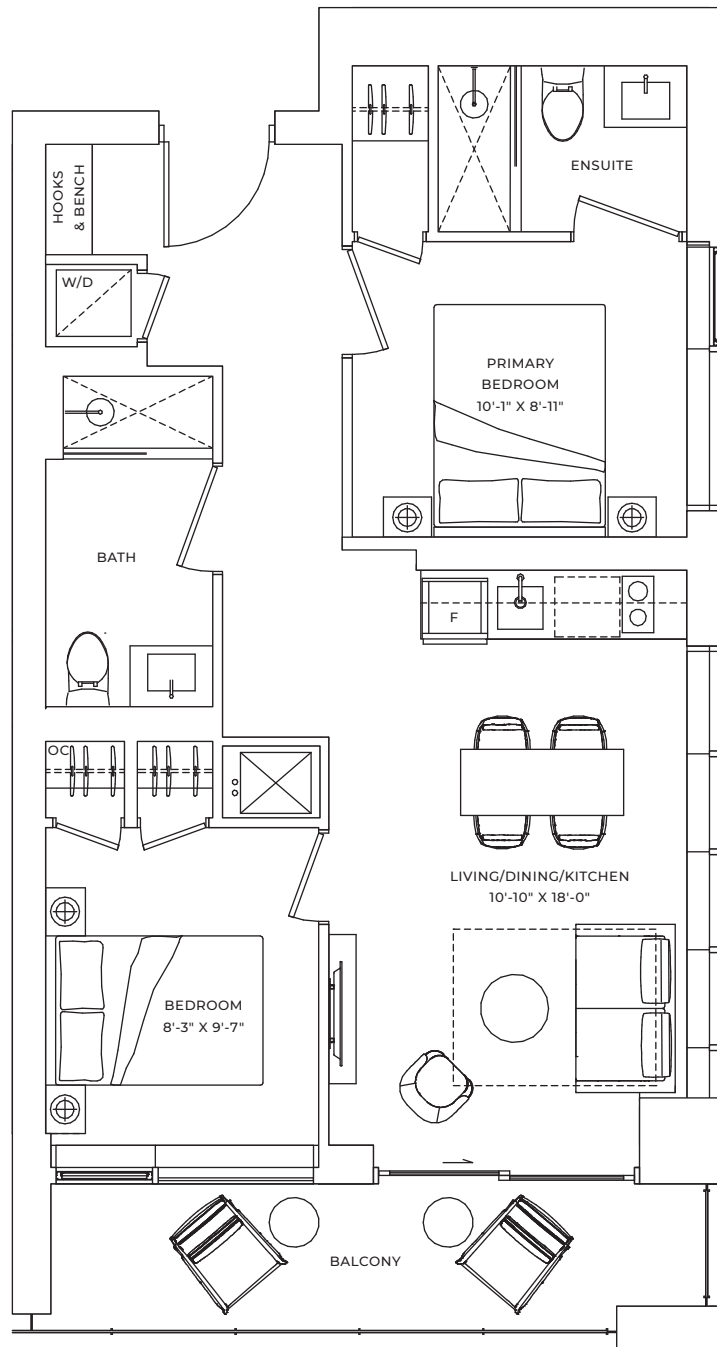 ENSUITE
HOOKS
& BENCH
W/D
PRIMARY
BEDROOM
10'-1" X 8'-11"
BATH
F
OC
LIVING/DINING/KITCHEN
10'-10" X 18'-0"
BEDROOM
8'-3" X 9'-7"
BALCONY